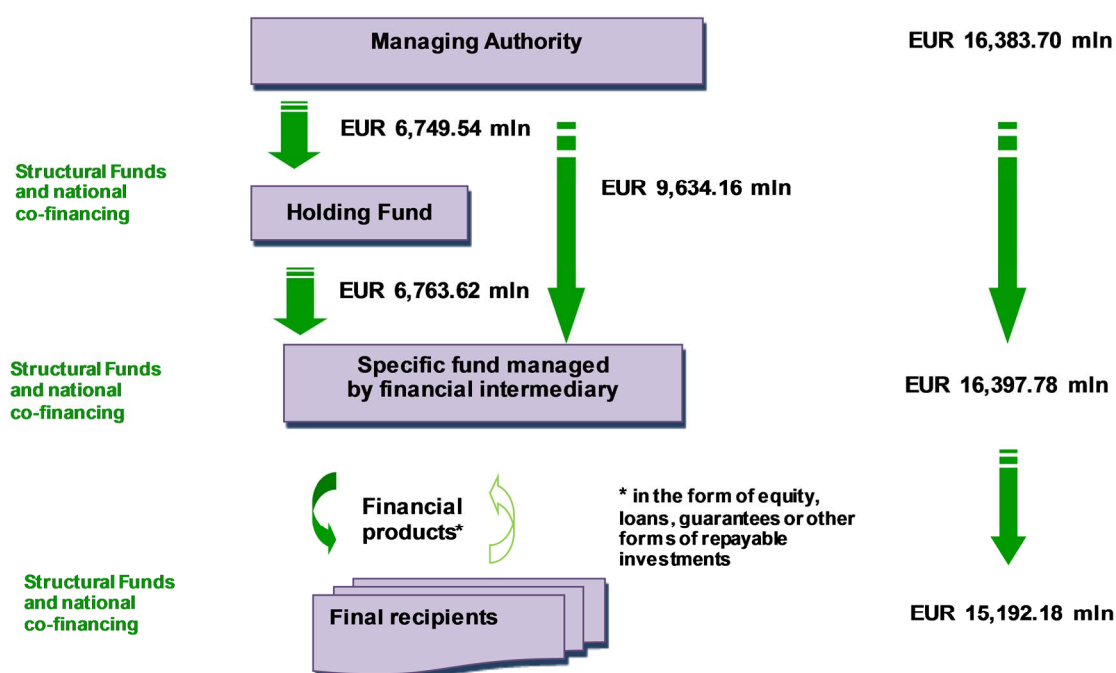 Managing Authority
EUR 16,383.70 mln
EUR 6,749.54 mln
Structural Funds
and national
co-financing
EUR 9,634.16 mln
Holding Fund
EUR 6,763.62 mln
Structural Funds
and national
co-financing
Specific fund managed
by financial intermediary
EUR 16,397.78 mln
Financial
products*
* in the form of equity,
loans, guarantees or other
forms of repayable
investments
Structural Funds
and national
co-financing
Final recipients
EUR 15,192.18 mln